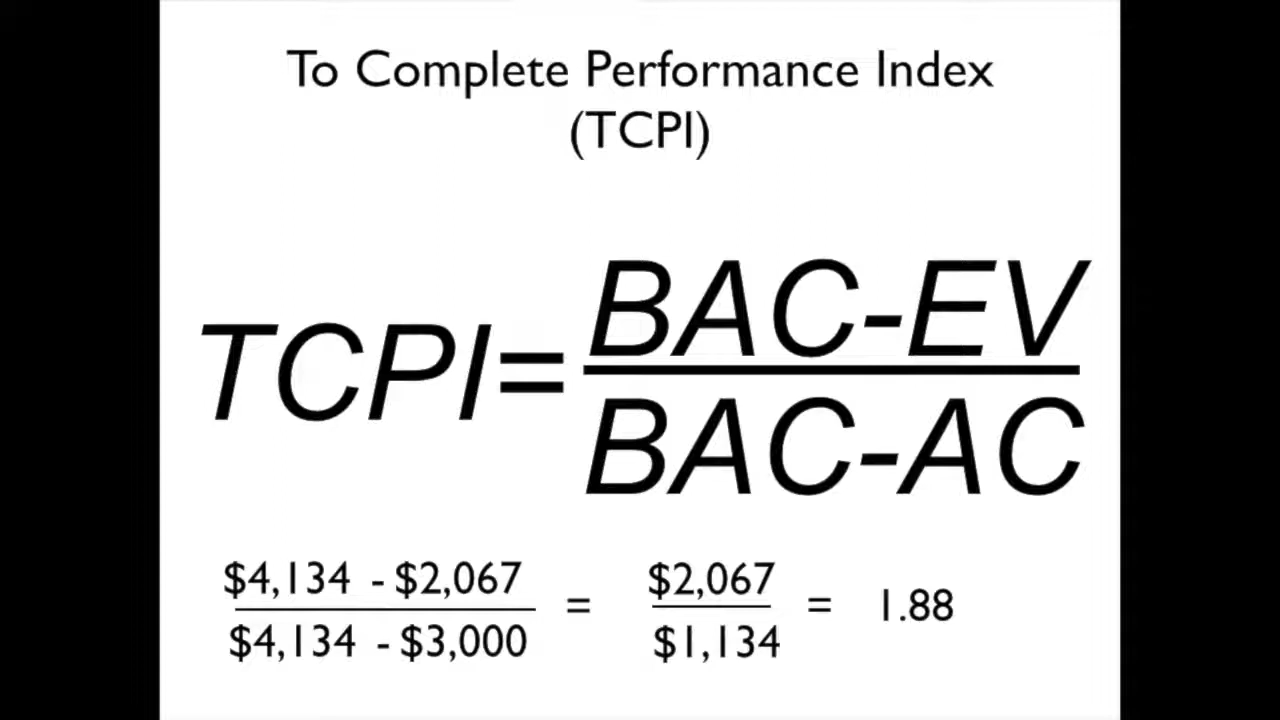 To Complete Performance Index
(TCPI)
TCPI=
BAC-EV
BAC-AC
$4,134 - $2,067
$4,134 - $3,000
=
$2,067
$1,134
=
1.88